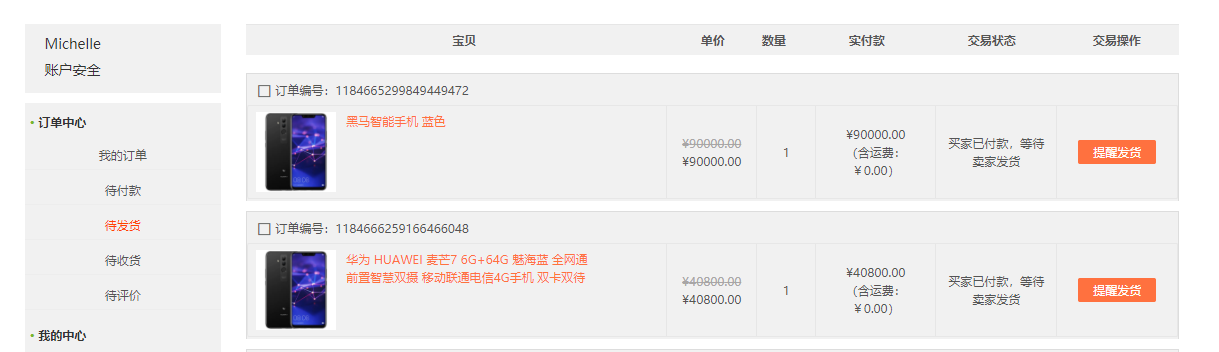 Michelle
账户安全
• 订单中心
我的订单
待付款
待发货
待收货
待评价
• 我的中心
宝贝 单价 数量 实付款 交易状态 交易操作
订单编号：1184665299849449472
黑马智能手机 蓝色
¥90000.00
¥90000.00
1
¥90000.00
(含运费：
￥0.00)
买家已付款，等待
卖家发货
提醒发货
订单编号：1184666259166466048
华为 HUAWEI 麦芒7 6G+64G 魅海蓝 全网通
前置智慧双摄 移动联通电信4G手机 双卡双待
¥40800.00
¥40800.00
1
¥40800.00
(含运费：
￥0.00)
买家已付款，等待
卖家发货
提醒发货